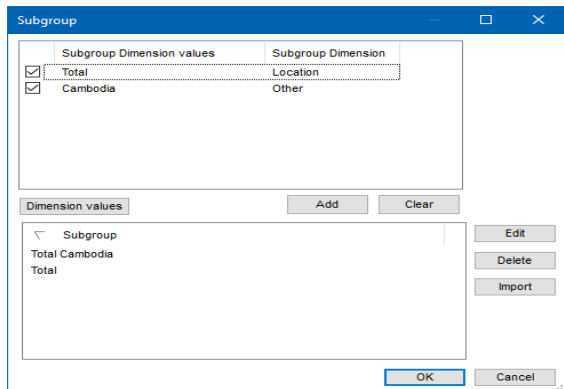 Subgroup
Subgroup Dimension values Subgroup Dimension
Total Location
Cambodia Other
Dimension values Add Clear
Subgroup
Total Cambodia
Total
Edit
Delete
Import
OK Cancel